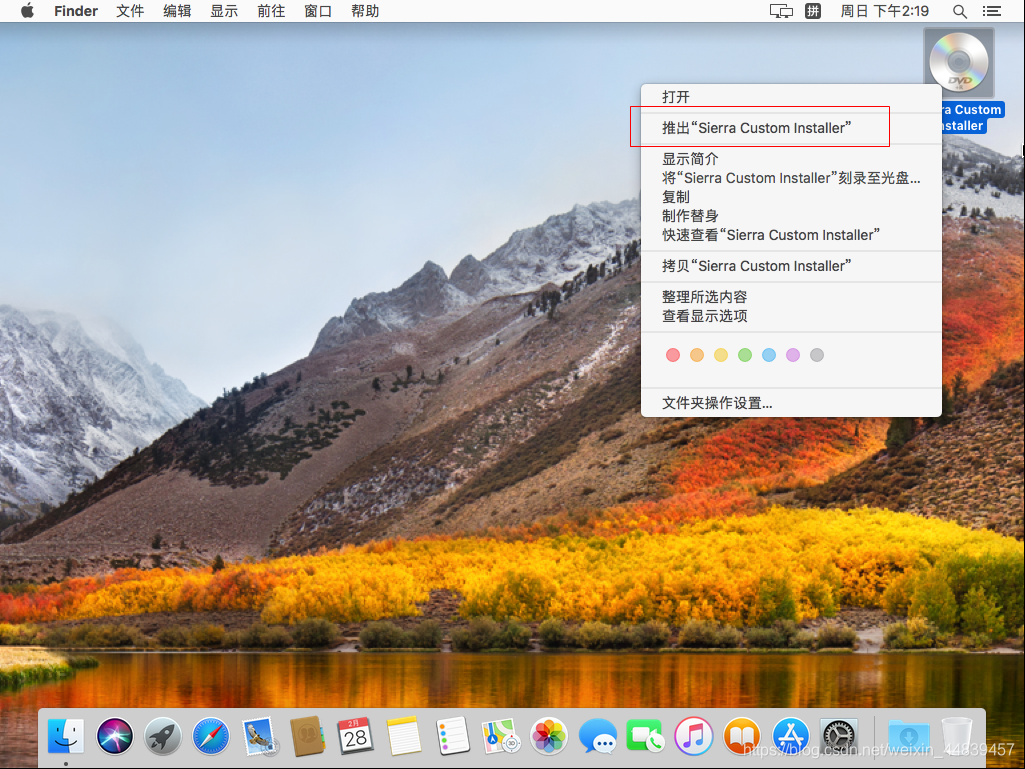 Finder 文件 编辑 显示 前往 窗口 帮助 拼 周日 下午2:19
DVD
ra Custom
nstaller
打开
推出“Sierra Custom Installer”
显示简介
将“Sierra Custom Installer”刻录至光盘...
复制
制作替身
快速查看“Sierra Custom Installer”
拷贝“Sierra Custom Installer”
整理所选内容
查看显示选项
文件夹操作设置...
2月
28
https://blog.csdn.net/weixin_44839457